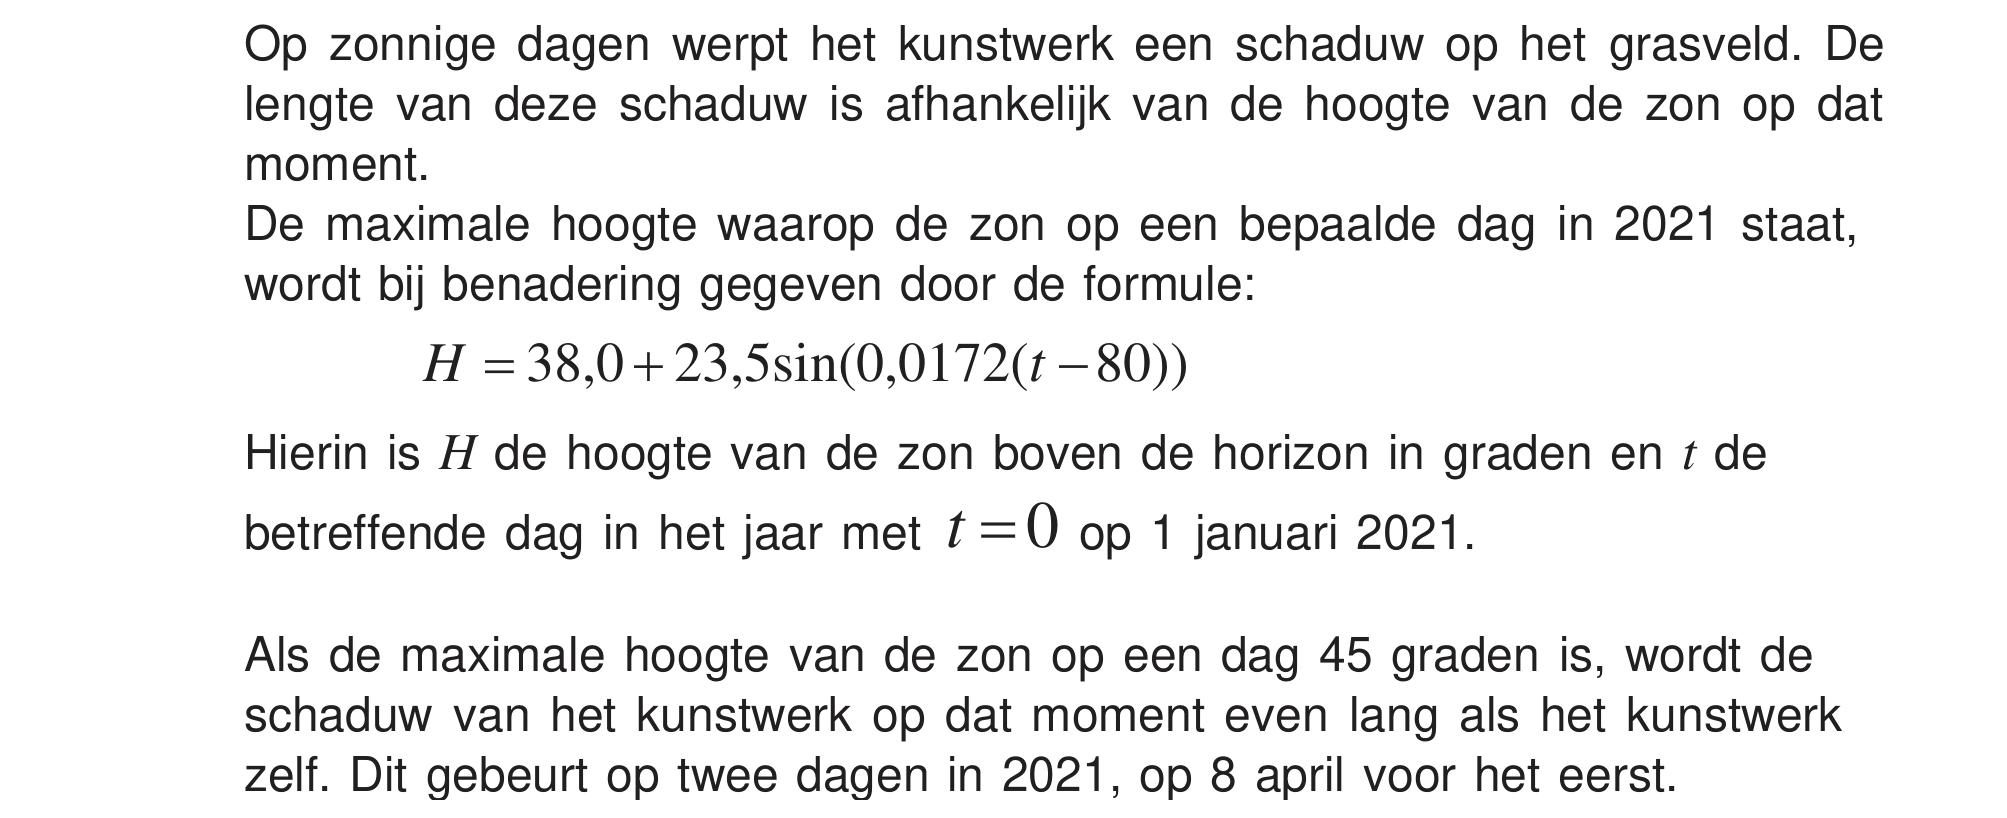 Op zonnige dagen werpt het kunstwerk een schaduw op het grasveld. De
lengte van deze schaduw is afhankelijk van de hoogte van de zon op dat
moment.
De maximale hoogte waarop de zon op een bepaalde dag in 2021 staat,
wordt bij benadering gegeven door de formule:
H = 38,0 + 23,5sin(0,0172(t − 80))
Hierin is H de hoogte van de zon boven de horizon in graden en t de
betreffende dag in het jaar met t = 0 op 1 januari 2021.
Als de maximale hoogte van de zon op een dag 45 graden is, wordt de
schaduw van het kunstwerk op dat moment even lang als het kunstwerk
zelf. Dit gebeurt op twee dagen in 2021, op 8 april voor het eerst.